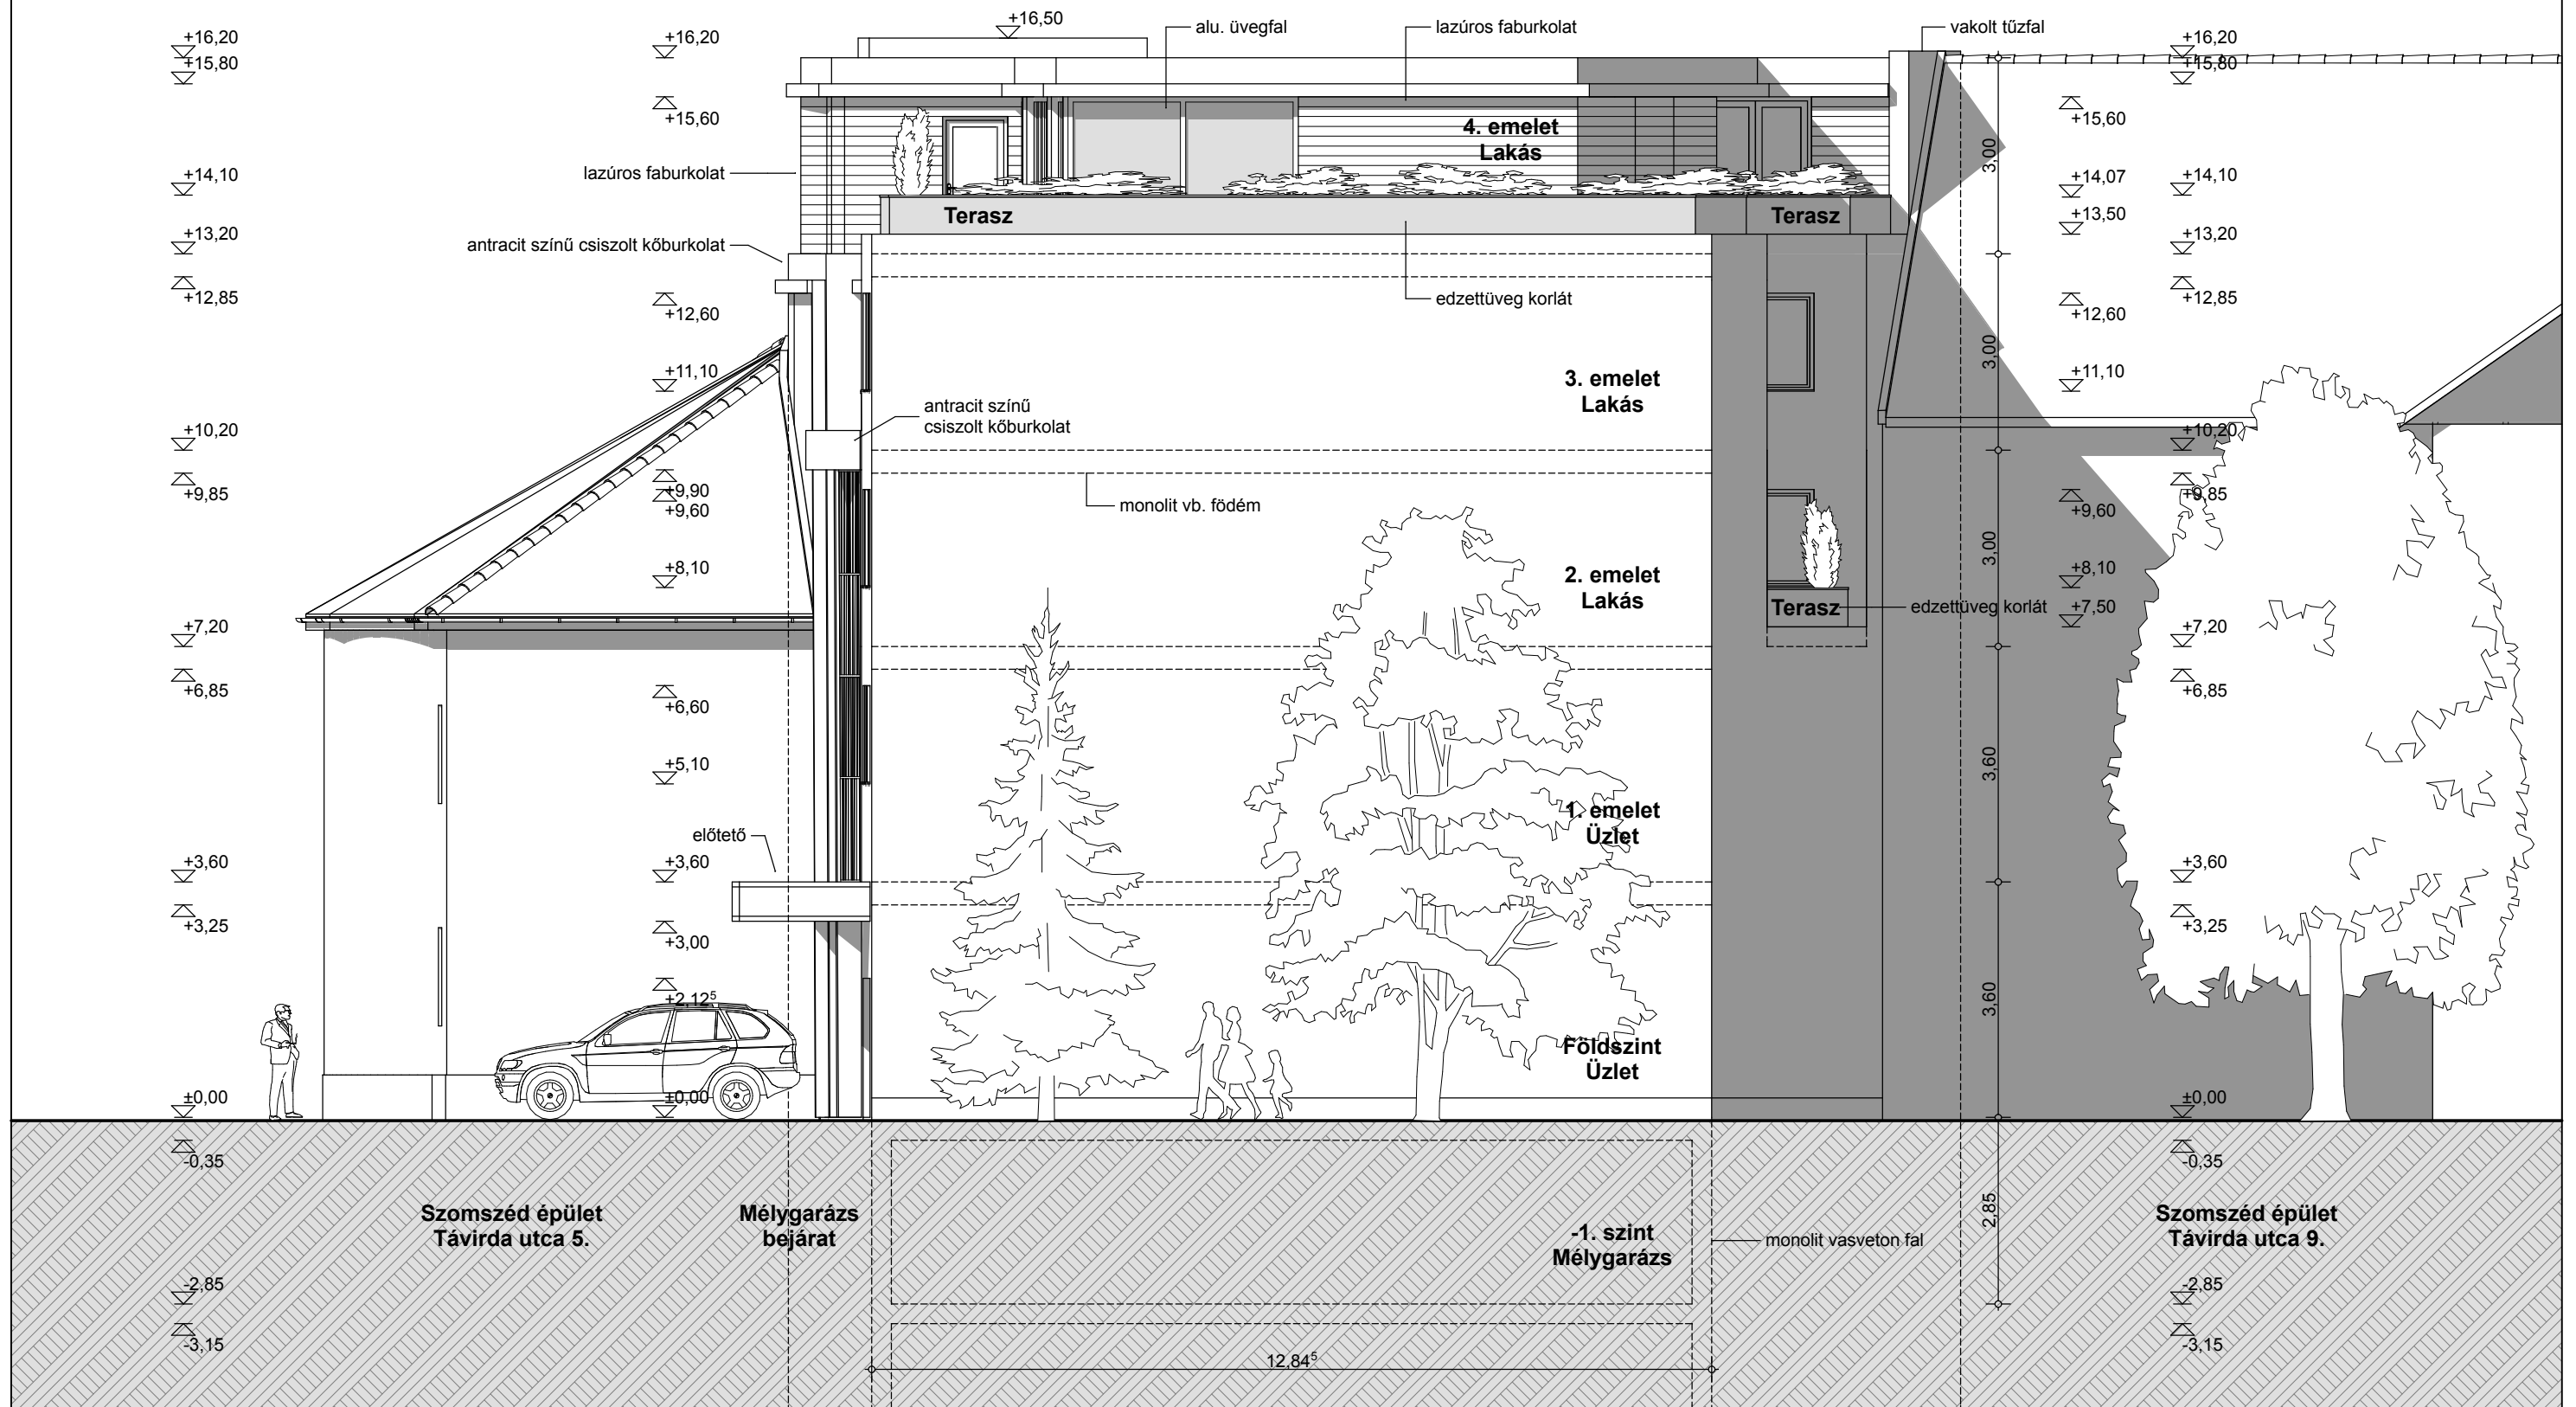 +16,50
alu. üvegfal
lazúros faburkolat
vakolt tűzfal
+16,20
+15,80
+16,20
+15,60
+16,20
+15,80
+15,60
4. emelet
Lakás
3,00
lazúros faburkolat
+14,10
+14,07
+14,10
Terasz
Terasz
+13,50
+13,20
antracit színű csiszolt kőburkolat
+13,20
+12,85
+12,60
edzettüveg korlát
+12,60
+12,85
3,00
+11,10
3. emelet
Lakás
+11,10
antracit színű
csiszolt kőburkolat
+10,20
+10,20
+9,85
+9,90
+9,60
monolit vb. födém
+9,85
+9,60
3,00
+8,10
2. emelet
Lakás
+8,10
Terasz
edzettüveg korlát
+7,50
+7,20
+7,20
+6,85
+6,60
+6,85
+5,10
3,60
1. emelet
Üzlet
előtető
+3,60
+3,60
+3,60
+3,25
+3,00
+3,25
+2,12⁵
3,60
Földszint
Üzlet
±0,00
±0,00
±0,00
-0,35
-0,35
Szomszéd épület
Távirda utca 5.
Mélygarázs
bejárat
-1. szint
Mélygarázs
monolit vasveton fal
2,85
Szomszéd épület
Távirda utca 9.
-2,85
-2,85
-3,15
-3,15
12,84⁵